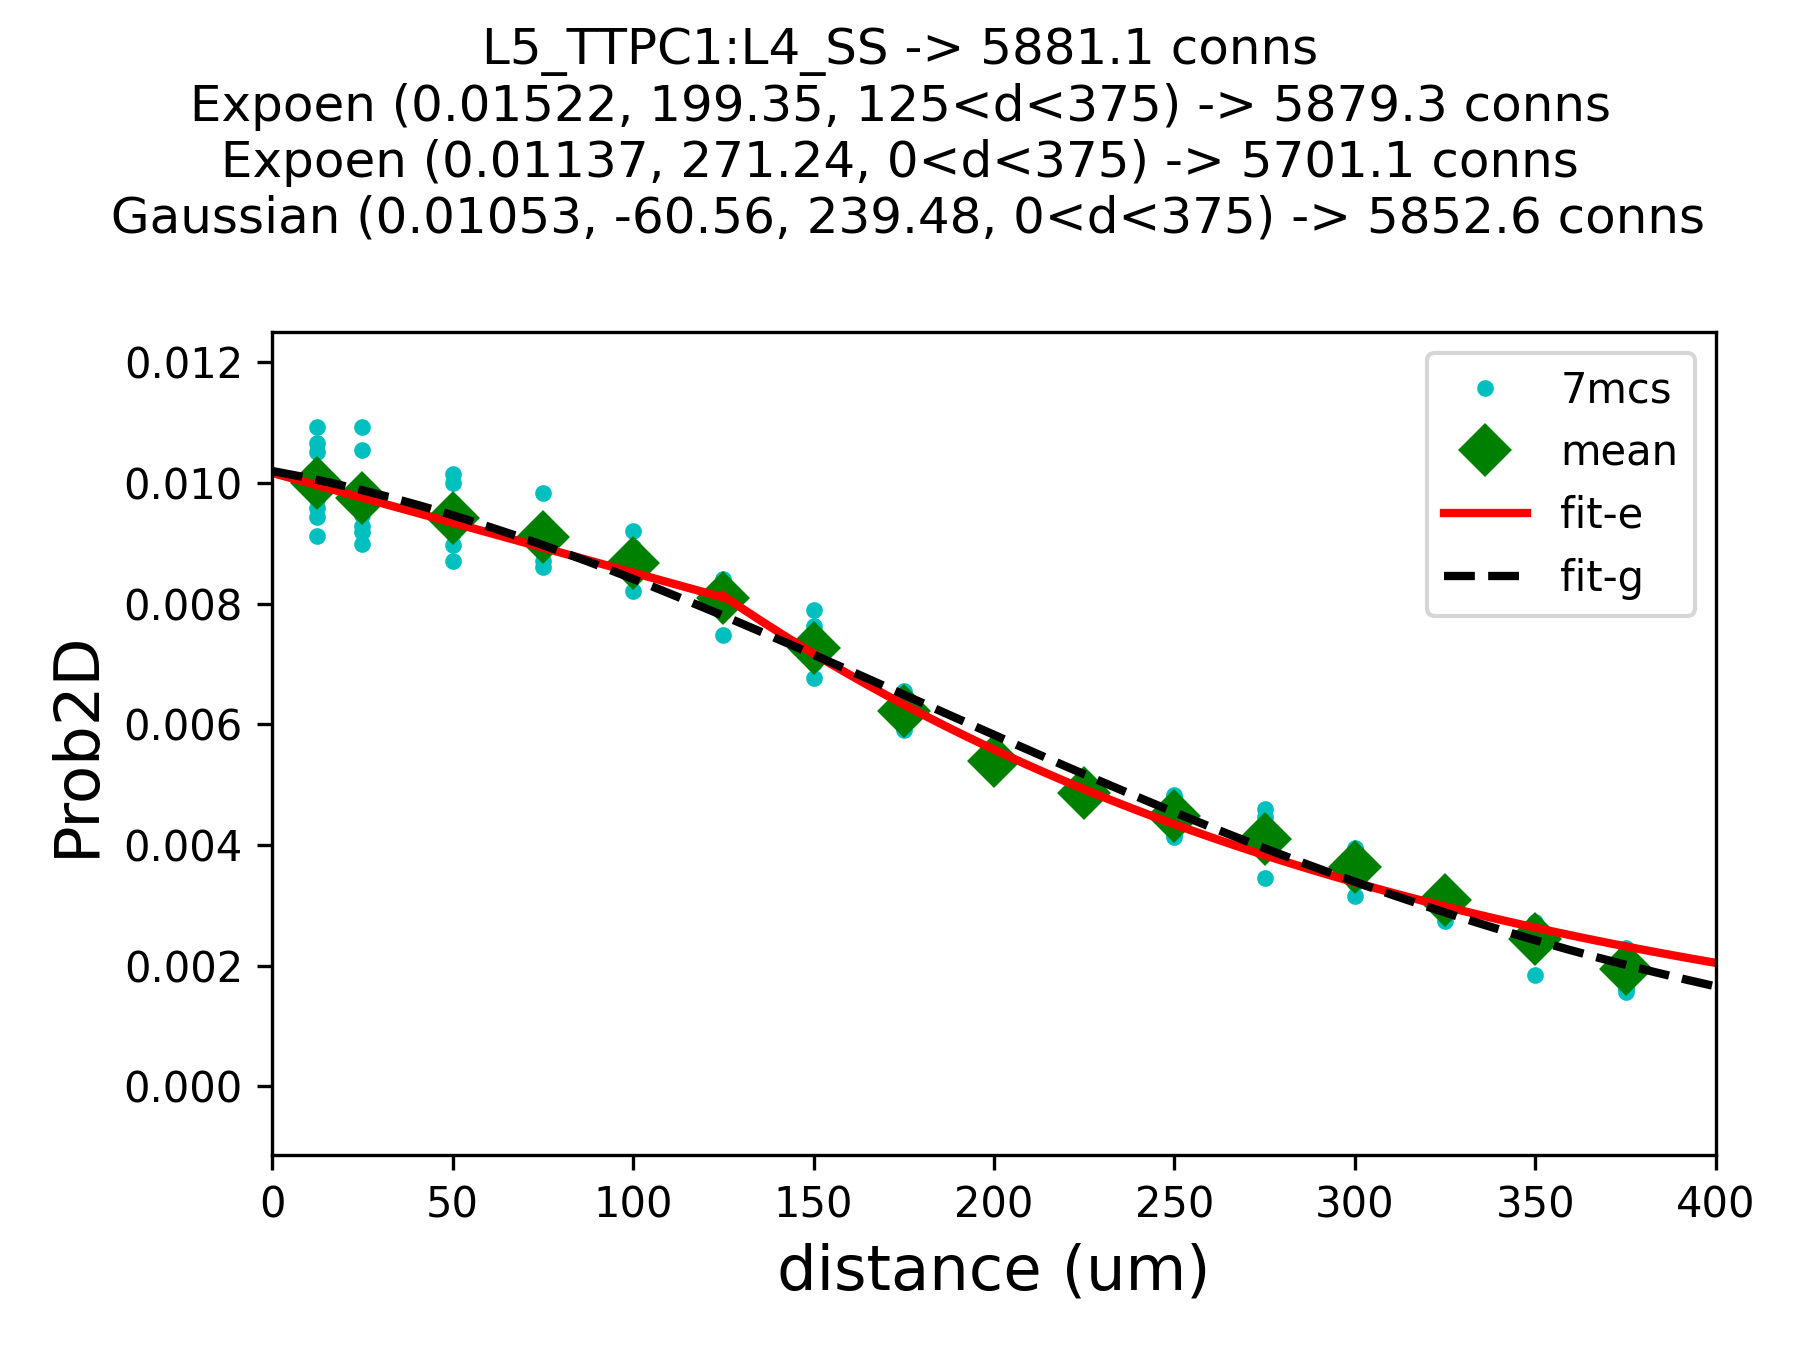 L5_TTPC1:L4_SS -> 5881.1 conns
Expoen (0.01522, 199.35, 125<d<375) -> 5879.3 conns
Expoen (0.01137, 271.24, 0<d<375) -> 5701.1 conns
Gaussian (0.01053, -60.56, 239.48, 0<d<375) -> 5852.6 conns
0.012
0.010
0.008
0.006
0.004
0.002
0.000
Prob2D
7mcs
mean
fit-e
fit-g
0 50 100 150 200 250 300 350 400
distance (um)